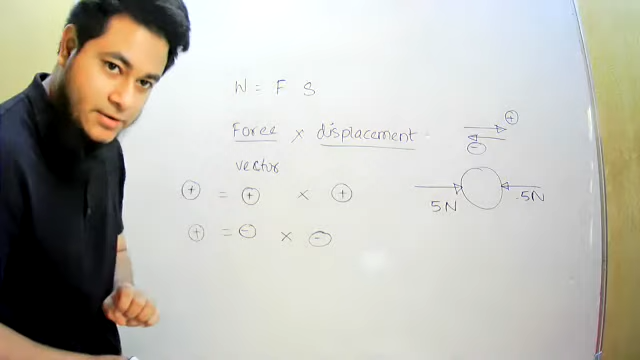 W = F S
Force × displacement
vector
+ = + × +
+ = - × -
+
-
5N
5N